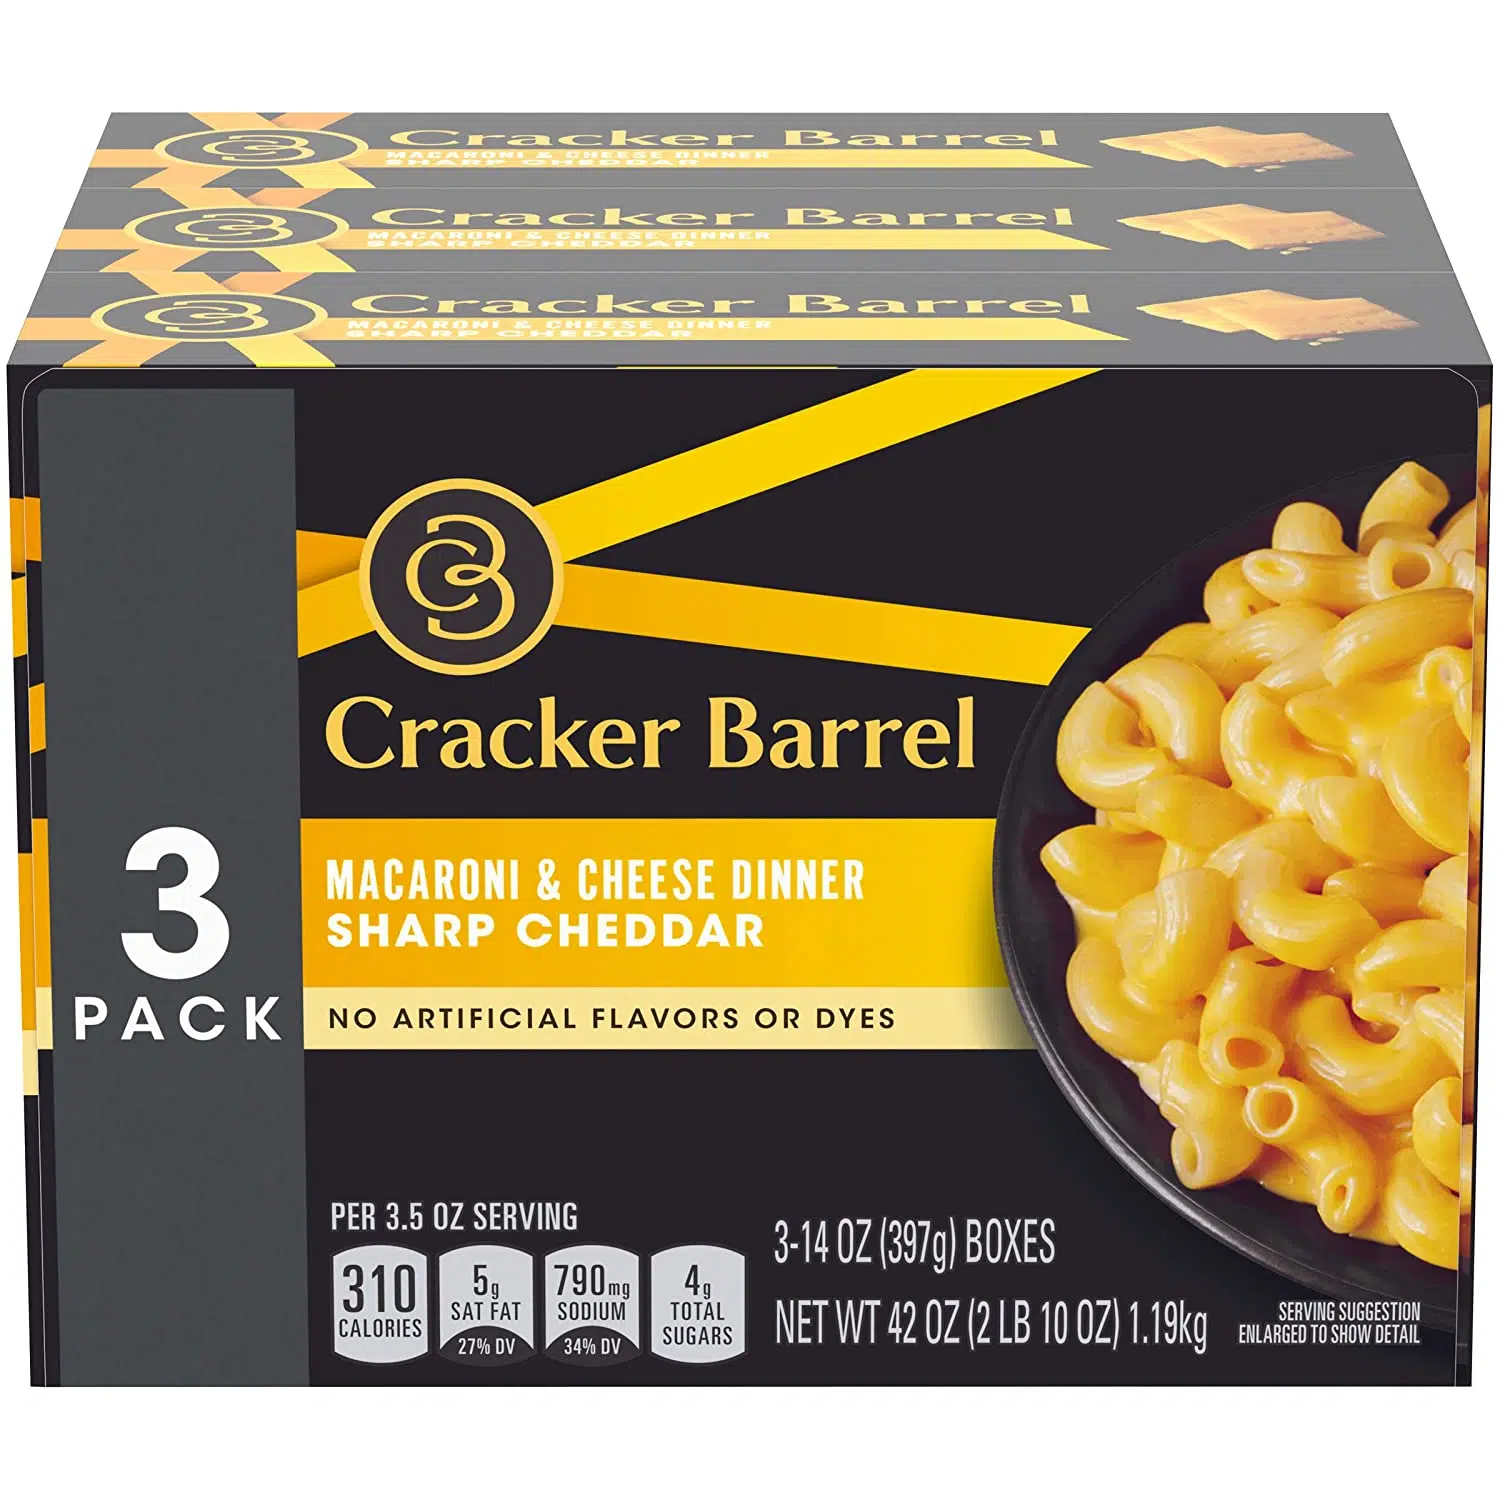 Cracker Barrel
MACARONI & CHEESE DINNER
SHARP CHEDDAR
Cracker Barrel
MACARONI & CHEESE DINNER
SHARP CHEDDAR
Cracker Barrel
MACARONI & CHEESE DINNER
SHARP CHEDDAR
CB
Cracker Barrel
3
PACK
MACARONI & CHEESE DINNER
SHARP CHEDDAR
NO ARTIFICIAL FLAVORS OR DYES
PER 3.5 OZ SERVING
310
CALORIES
5g
SAT FAT
27% DV
790mg
SODIUM
34% DV
4g
TOTAL
SUGARS
3-14 OZ (397g) BOXES
NET WT 42 OZ (2 LB 10 OZ) 1.19kg
SERVING SUGGESTION
ENLARGED TO SHOW DETAIL